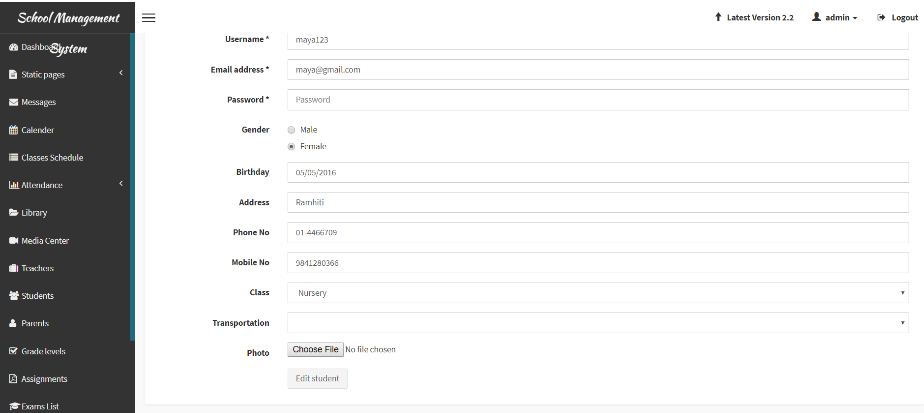 School Management
System
Latest Version 2.2
admin
Logout
Dashboard
Static pages
Messages
Calender
Classes Schedule
Attendance
Library
Media Center
Teachers
Students
Parents
Grade levels
Assignments
Exams List
Username * maya123
Email address * maya@gmail.com
Password * Password
Gender Male
Female
Birthday 05/05/2016
Address Ramhiti
Phone No 01-4466709
Mobile No 9841280366
Class Nursery
Transportation
Photo Choose File No file chosen
Edit student